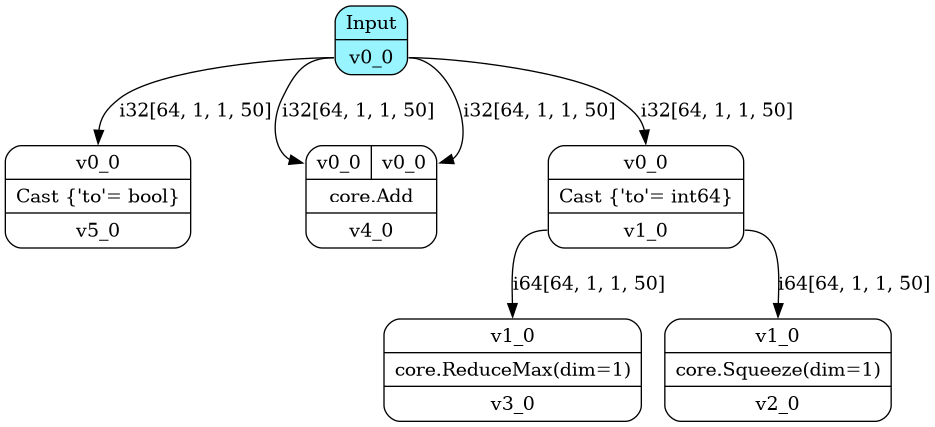 Input
v0_0
i32[64, 1, 1, 50]
i32[64, 1, 1, 50]
i32[64, 1, 1, 50]
i32[64, 1, 1, 50]
v0_0
Cast {'to'= bool}
v5_0
v0_0
v0_0
core.Add
v4_0
v0_0
Cast {'to'= int64}
v1_0
i64[64, 1, 1, 50]
i64[64, 1, 1, 50]
v1_0
core.ReduceMax(dim=1)
v3_0
v1_0
core.Squeeze(dim=1)
v2_0